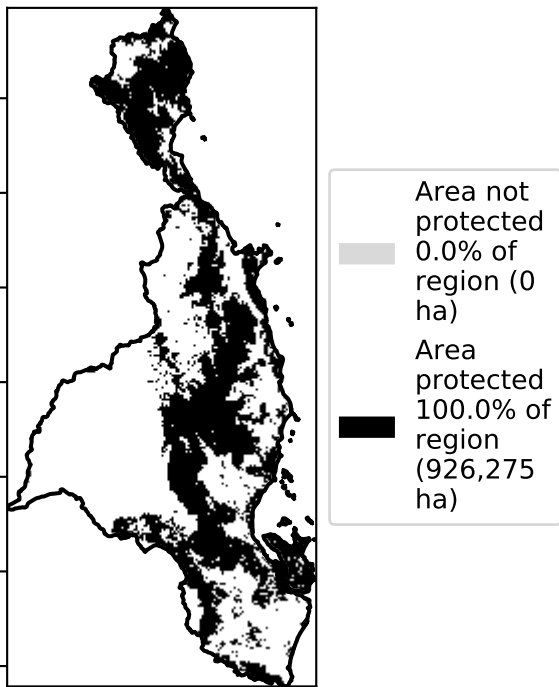 Area not
protected
0.0% of
region (0
ha)
Area
protected
100.0% of
region
(926,275
ha)